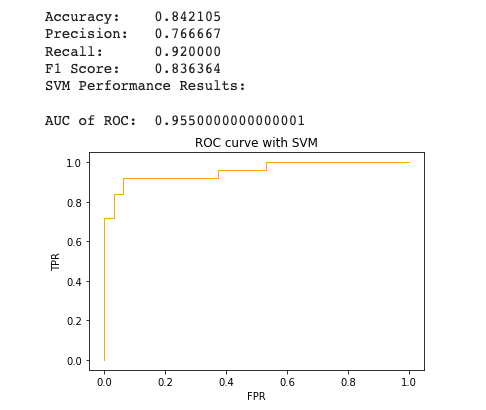 Accuracy: 0.842105
Precision: 0.766667
Recall: 0.920000
F1 Score: 0.836364
SVM Performance Results:
AUC of ROC: 0.9550000000000001
ROC curve with SVM
1.0
0.8
0.6
0.4
0.2
0.0
TPR
0.0 0.2 0.4 0.6 0.8 1.0
FPR